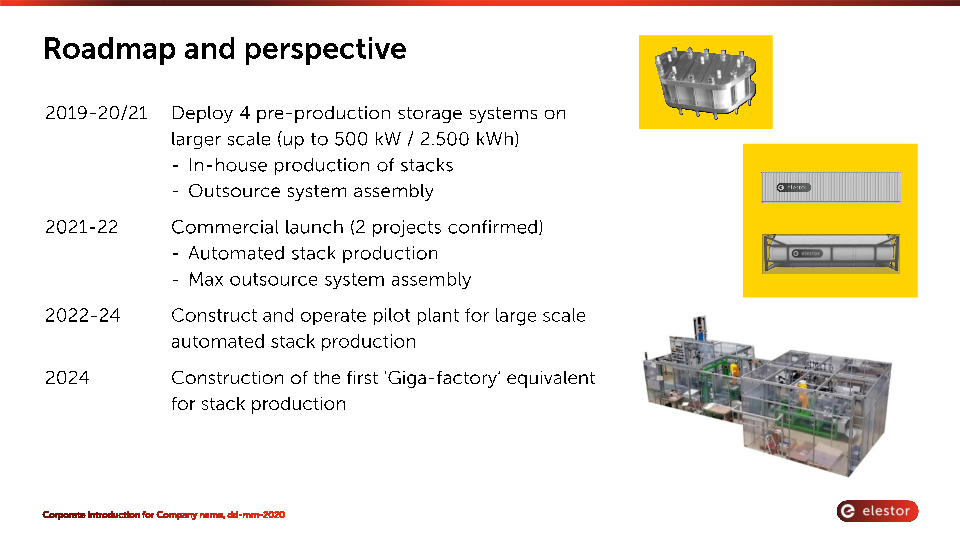 Roadmap and perspective
2019-20/21 Deploy 4 pre-production storage systems on
larger scale (up to 500 kW / 2.500 kWh)
- In-house production of stacks
- Outsource system assembly
2021-22 Commercial launch (2 projects confirmed)
- Automated stack production
- Max outsource system assembly
2022-24 Construct and operate pilot plant for large scale
automated stack production
2024 Construction of the first 'Giga-factory' equivalent
for stack production
elestor
elestor
Corporate Introduction for Company name, dd-mm-2020
elestor